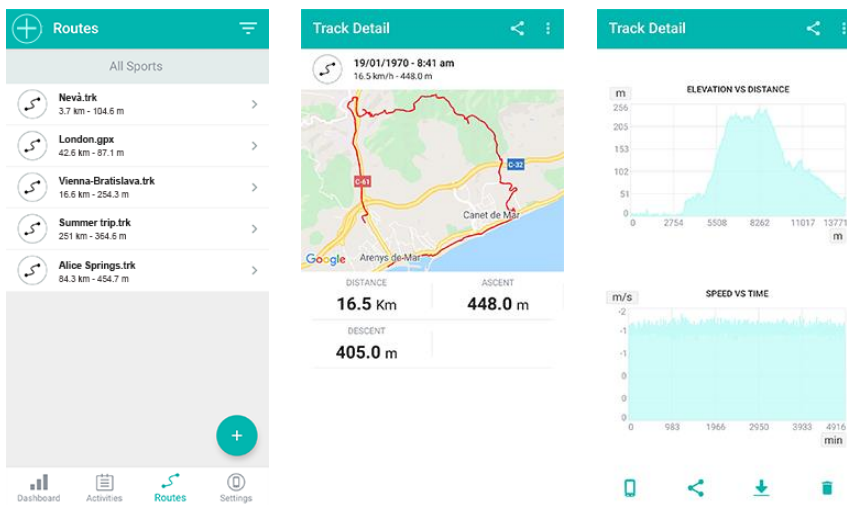 Routes
All Sports
Nevà.trk
3.7 km - 104.6 m
London.gpx
42.6 km - 87.1 m
Vienna-Bratislava.trk
16.6 km - 254.3 m
Summer trip.trk
251 km - 364.6 m
Alice Springs.trk
84.3 km - 454.7 m
+
Dashboard Activities Routes Settings
Track Detail
19/01/1970 - 8:41 am
16.5 km/h - 448.0 m
C-32
C-61
Canet de Mar
Google Arenys de Mar
DISTANCE ASCENT
16.5 Km 448.0 m
DESCENT
405.0 m
Track Detail
m ELEVATION VS DISTANCE
256
205
153
102
51
0
0 2754 5508 8262 11017 13771
m
m/s SPEED VS TIME
-2
-1
-1
0
0
0
0 983 1966 2950 3933 4916
min